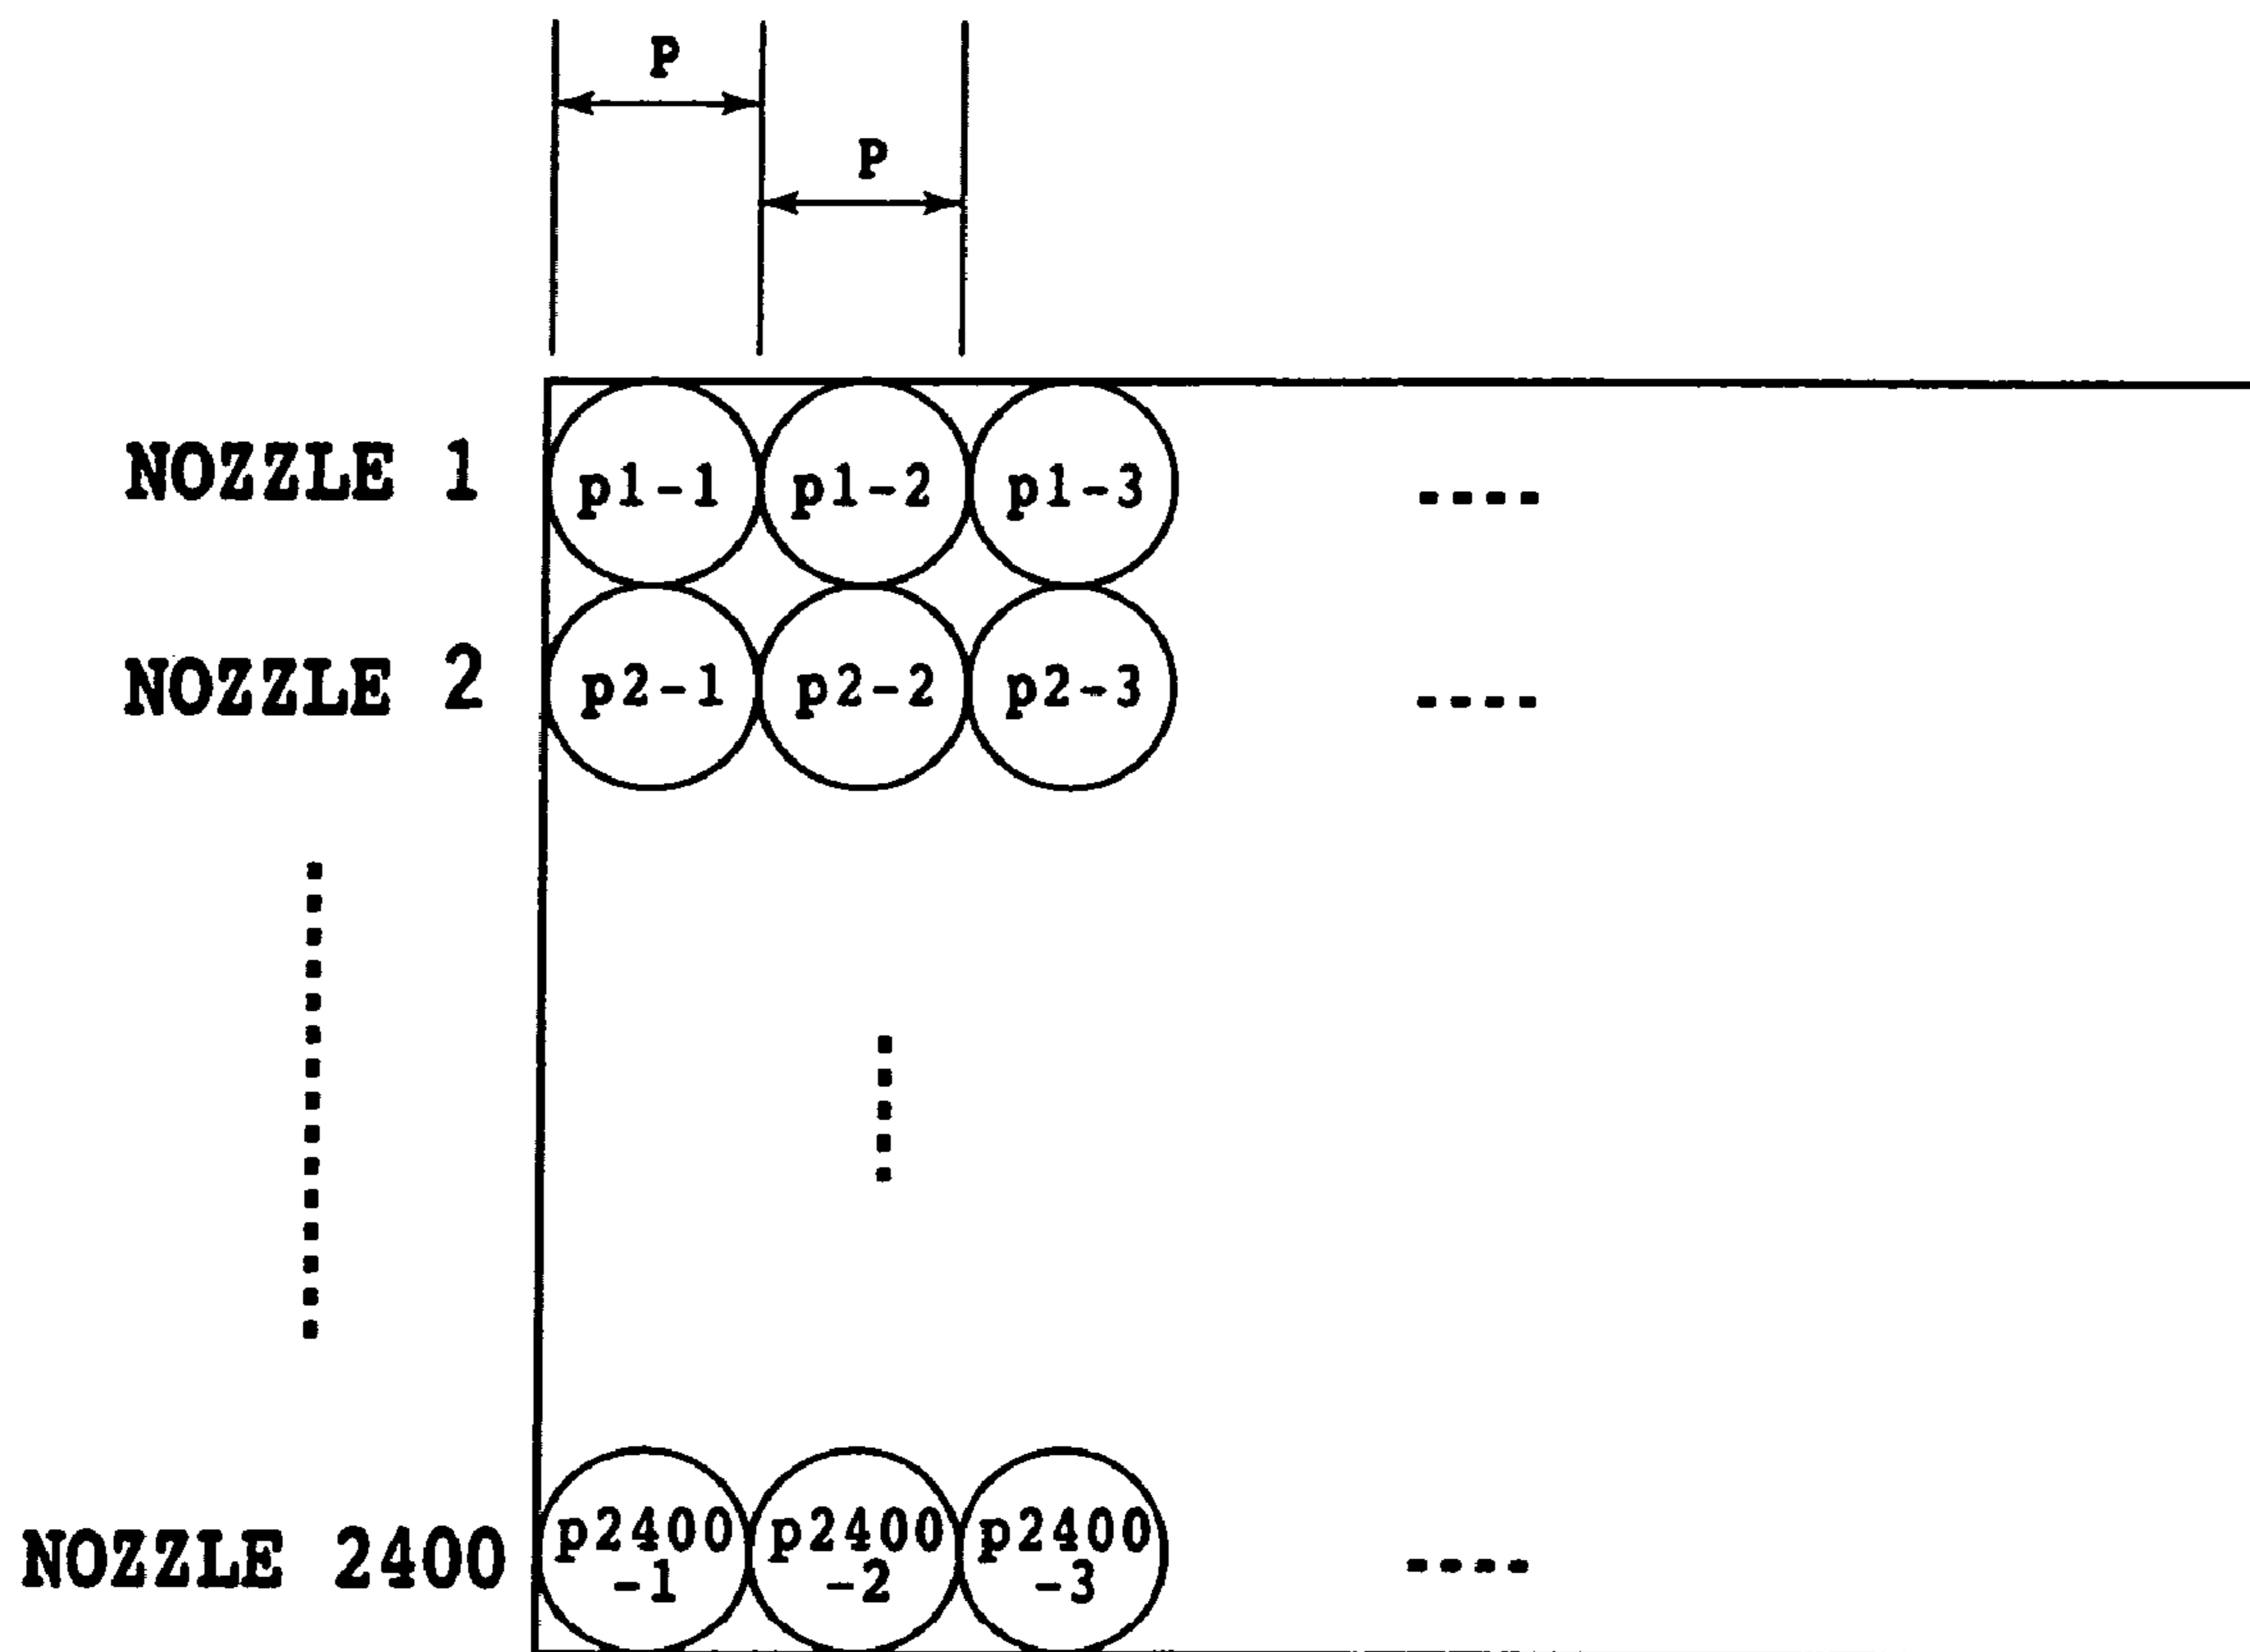 P
P
NOZZLE 1 p1-1 p1-2 p1-3 ----
NOZZLE 2 p2-1 p2-2 p2-3 ----
NOZZLE 2400 p2400 p2400 p2400 ----
-1 -2 -3